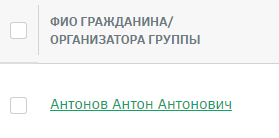 ФИО ГРАЖДАНИНА/
ОРГАНИЗАТОРА ГРУППЫ
Антонов Антон Антонович